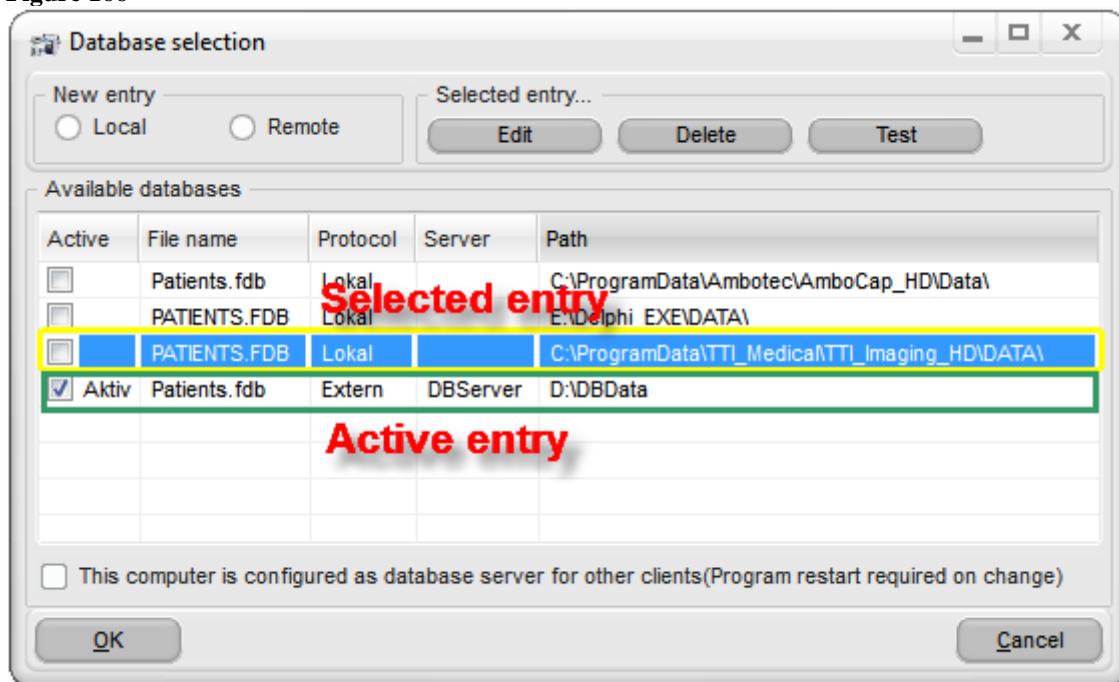 Database selection
New entry
Selected entry...
Local Remote
Edit Delete Test
Available databases
Active File name Protocol Server Path
Patients.fdb Lokal C:\ProgramData\Ambotec\AmboCap_HD\Data\
Selected entry
PATIENTS.FDB Lokal E:\Delphi_EXE\DATA\
PATIENTS.FDB Lokal C:\ProgramData\TTI_Medical\TTI_Imaging_HD\DATA\
Aktiv Patients.fdb Extern DBServer D:\DBData
Active entry
This computer is configured as database server for other clients(Program restart required on change)
OK Cancel